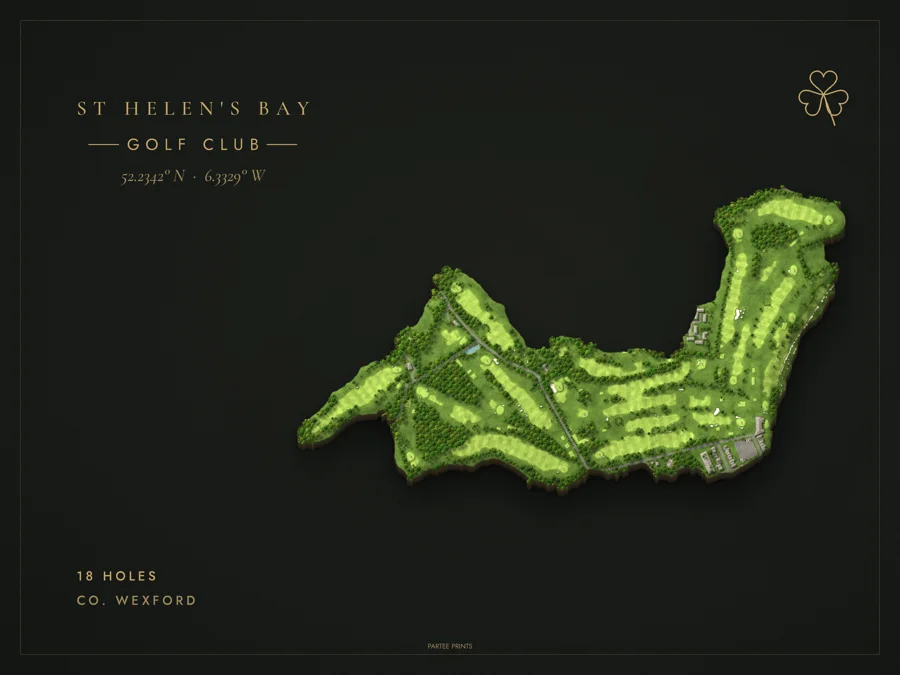 ST HELEN'S BAY
GOLF CLUB
52.2342° N · 6.3329° W
18 HOLES
CO. WEXFORD
PARTEE PRINTS